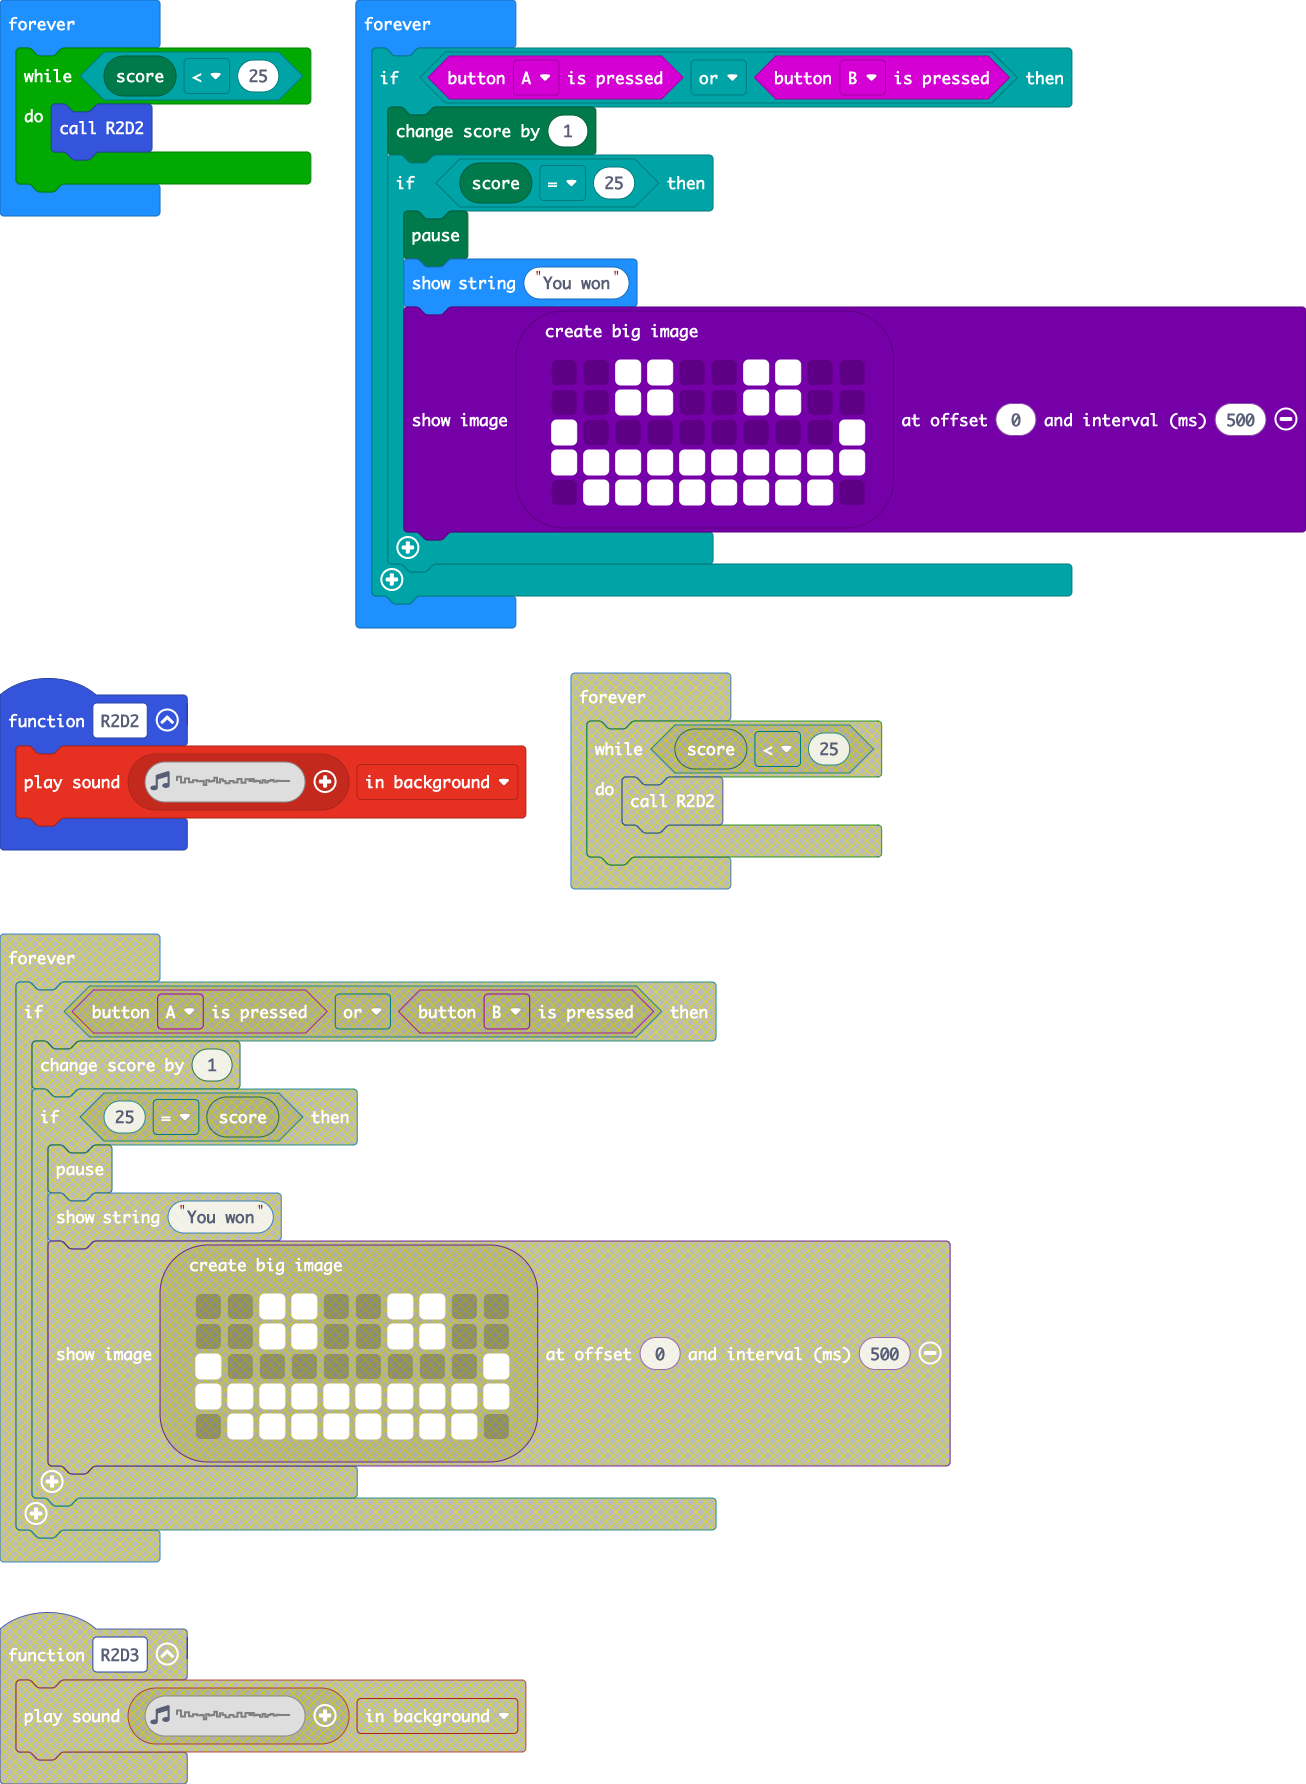 forever
while score < 25
do call R2D2
forever
if button A is pressed or button B is pressed then
change score by 1
if score = 25 then
pause
show string "You won"
create big image
show image at offset 0 and interval (ms) 500
function R2D2
play sound in background
forever
while score < 25
do call R2D2
forever
if button A is pressed or button B is pressed then
change score by 1
if 25 = score then
pause
show string "You won"
create big image
show image at offset 0 and interval (ms) 500
function R2D3
play sound in background